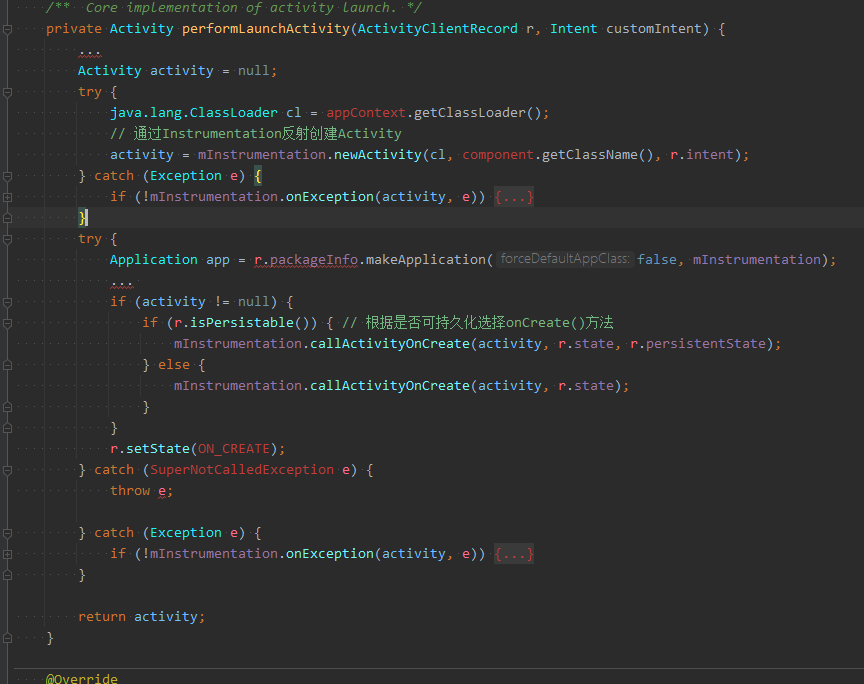 /**  Core implementation of activity launch. */
private Activity performLaunchActivity(ActivityClientRecord r, Intent customIntent) {
    ...
    Activity activity = null;
    try {
        java.lang.ClassLoader cl = appContext.getClassLoader();
        // 通过Instrumentation反射创建Activity
        activity = mInstrumentation.newActivity(cl, component.getClassName(), r.intent);
    } catch (Exception e) {
        if (!mInstrumentation.onException(activity, e)) {...}
    }
    try {
        Application app = r.packageInfo.makeApplication( forceDefaultAppClass: false, mInstrumentation);
        ...
        if (activity != null) {
            if (r.isPersistable()) { // 根据是否可持久化选择onCreate()方法
                mInstrumentation.callActivityOnCreate(activity, r.state, r.persistentState);
            } else {
                mInstrumentation.callActivityOnCreate(activity, r.state);
            }
        }
        r.setState(ON_CREATE);
    } catch (SuperNotCalledException e) {
        throw e;

    } catch (Exception e) {
        if (!mInstrumentation.onException(activity, e)) {...}
    }

    return activity;
}
@Override